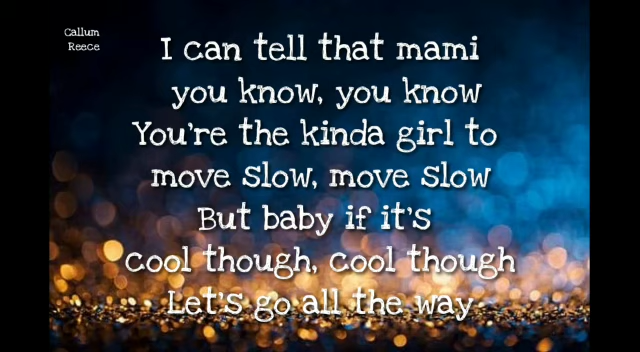 Callum
Reece
I can tell that mami
you know, you know
You're the kinda girl to
move slow, move slow
But baby if it's
cool though, cool though
Let's go all the way